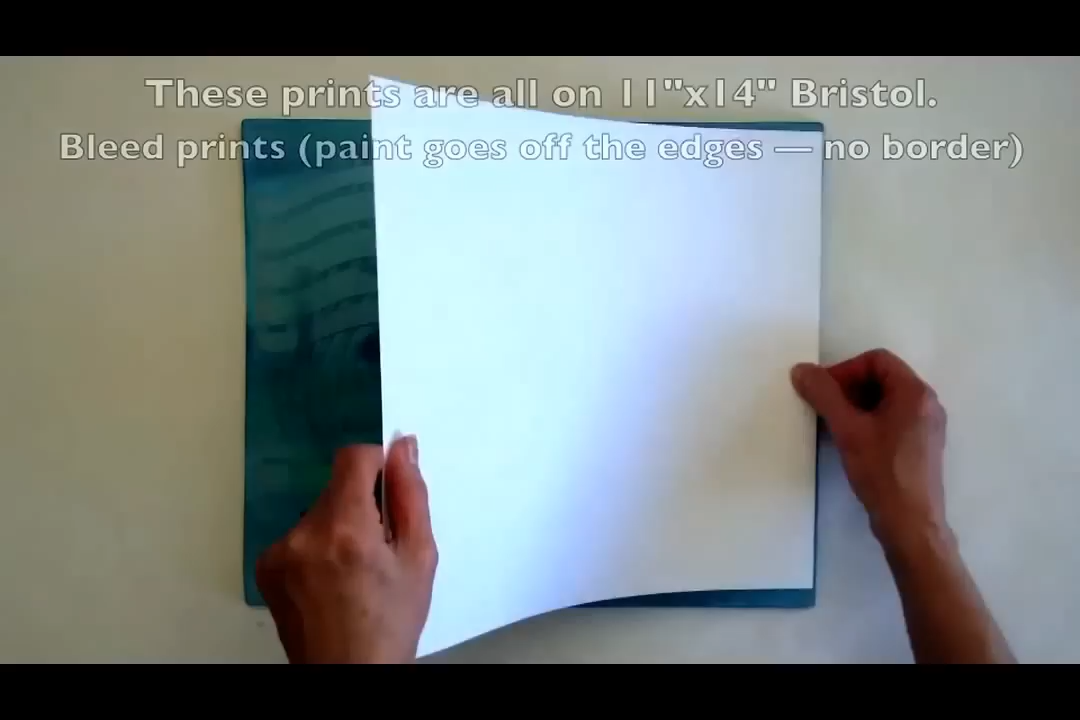 These prints are all on 11"x14" Bristol.
Bleed prints (paint goes off the edges — no border)